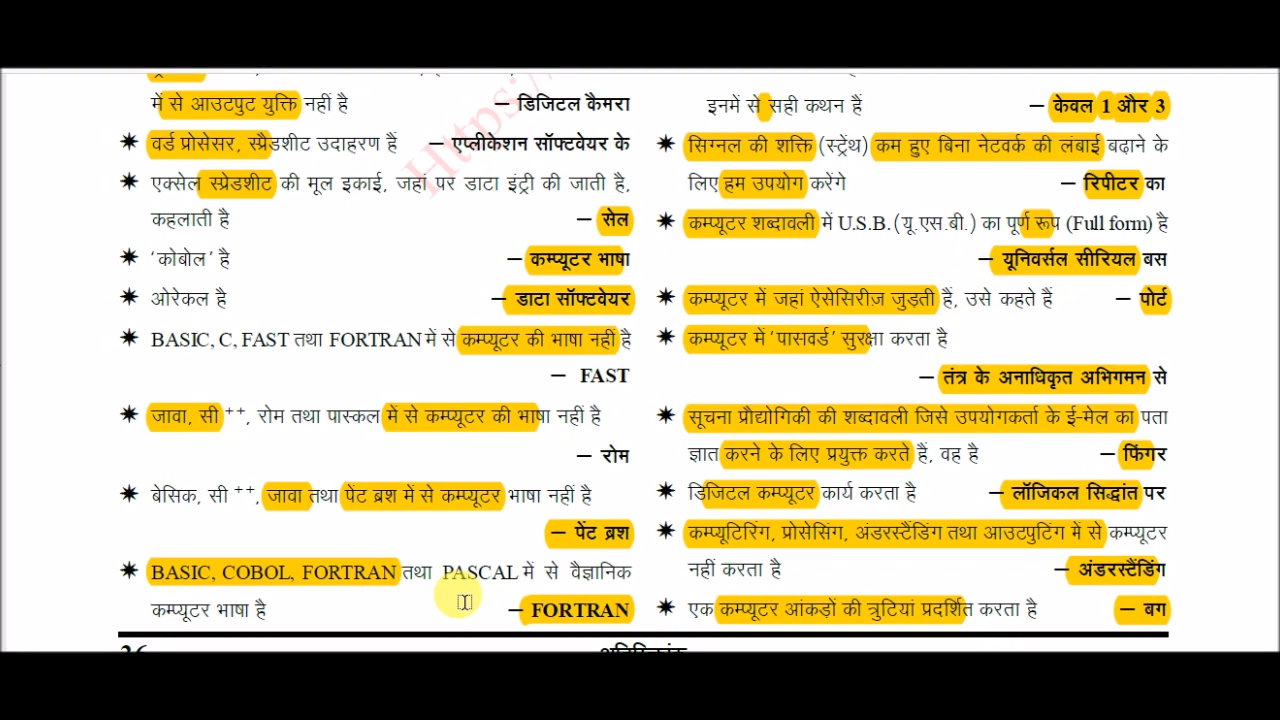 में से आउटपुट युक्ति नहीं है – डिजिटल कैमरा
✷ वर्ड प्रोसेसर, स्प्रैडशीट उदाहरण हैं – एप्लीकेशन सॉफ्टवेयर के
✷ एक्सेल स्प्रेडशीट की मूल इकाई, जहां पर डाटा इंट्री की जाती है,
कहलाती है – सेल
✷ ‘कोबोल’ है – कम्प्यूटर भाषा
✷ ओरेकल है – डाटा सॉफ्टवेयर
✷ BASIC, C, FAST तथा FORTRAN में से कम्प्यूटर की भाषा नहीं है
– FAST
✷ जावा, सी ++, रोम तथा पास्कल में से कम्प्यूटर की भाषा नहीं है
– रोम
✷ बेसिक, सी ++, जावा तथा पेंट ब्रश में से कम्प्यूटर भाषा नहीं है
– पेंट ब्रश
✷ BASIC, COBOL, FORTRAN तथा PASCAL में से वैज्ञानिक
कम्प्यूटर भाषा है – FORTRAN
इनमें से सही कथन हैं – केवल 1 और 3
✷ सिग्नल की शक्ति (स्ट्रेंथ) कम हुए बिना नेटवर्क की लंबाई बढ़ाने के
लिए हम उपयोग करेंगे – रिपीटर का
✷ कम्प्यूटर शब्दावली में U.S.B. (यू.एस.बी.) का पूर्ण रूप (Full form) है
– यूनिवर्सल सीरियल बस
✷ कम्प्यूटर में जहां ऐसेसिरीज़ जुड़ती हैं, उसे कहते हैं – पोर्ट
✷ कम्प्यूटर में ‘पासवर्ड’ सुरक्षा करता है
– तंत्र के अनाधिकृत अभिगमन से
✷ सूचना प्रौद्योगिकी की शब्दावली जिसे उपयोगकर्ता के ई-मेल का पता
ज्ञात करने के लिए प्रयुक्त करते हैं, वह है – फिंगर
✷ डिजिटल कम्प्यूटर कार्य करता है – लॉजिकल सिद्धांत पर
✷ कम्प्यूटिरिंग, प्रोसेसिंग, अंडरस्टैंडिंग तथा आउटपुटिंग में से कम्प्यूटर
नहीं करता है – अंडरस्टैंडिंग
✷ एक कम्प्यूटर आंकड़ों की त्रुटियां प्रदर्शित करता है – बग
Https:/